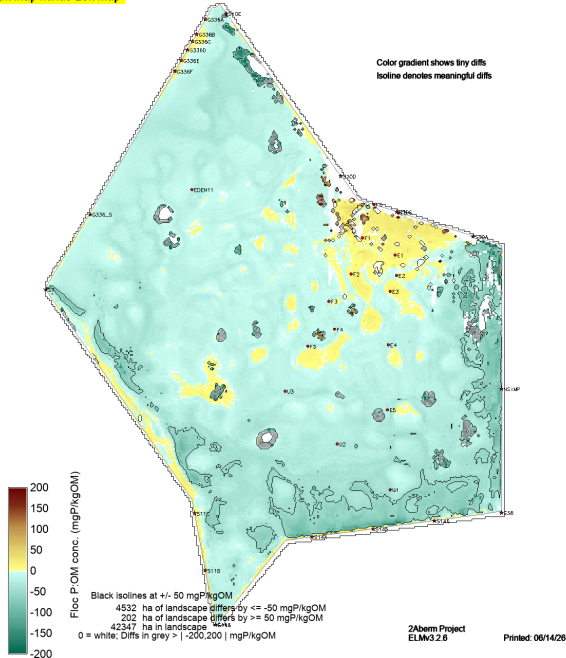 Color gradient shows tiny diffs
Isoline denotes meaningful diffs
G336A
G336B
G336C
G336D
G336E
G336F
EDEN11
G336_S
F1
E1
F2
E2
E3
F3
F4
E4
F5
U3
E5
U2
U1
NS1MP
G38
S11C
S11B
200
150
100
50
0
-50
-100
-150
-200
Floc P:OM conc. (mgP/kgOM)
Black isolines at +/- 50 mgP/kgOM
4532 ha of landscape differs by <= -50 mgP/kgOM
202 ha of landscape differs by >= 50 mgP/kgOM
42347 ha in landscape
0 = white; Diffs in grey > | -200,200 | mgP/kgOM
2Aberm Project
ELMv3.2.6
Printed: 06/14/26